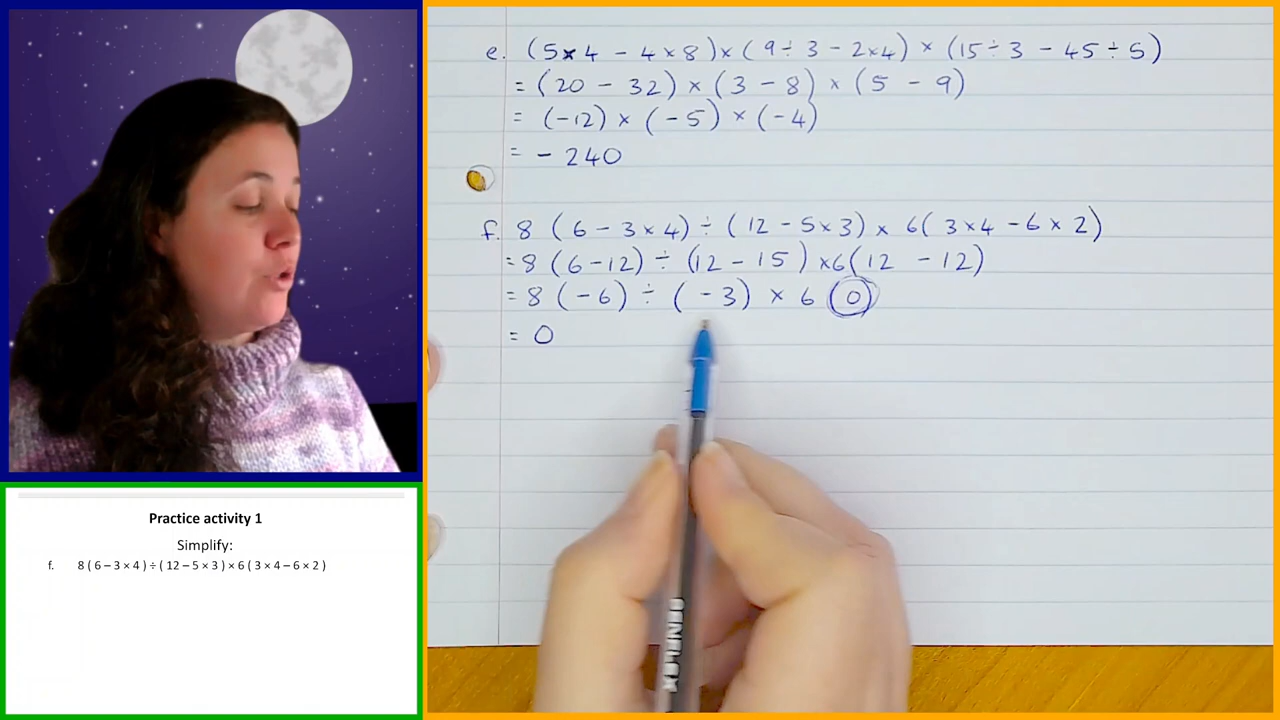 e. (5×4 - 4×8)×(9÷3 - 2×4) × (15÷3 - 45÷5)
= (20 - 32) × (3 - 8) × (5 - 9)
= (-12) × (-5) × (-4)
= - 240
f. 8 (6 - 3×4) ÷ (12 - 5×3) × 6(3×4 - 6×2)
= 8 (6-12) ÷ (12 - 15) ×6(12 - 12)
= 8 (-6) ÷ (-3) × 6 (0)
= 0
Practice activity 1
Simplify:
f. 8 ( 6 – 3 × 4 ) ÷ ( 12 – 5 × 3 ) × 6 ( 3 × 4 – 6 × 2 )